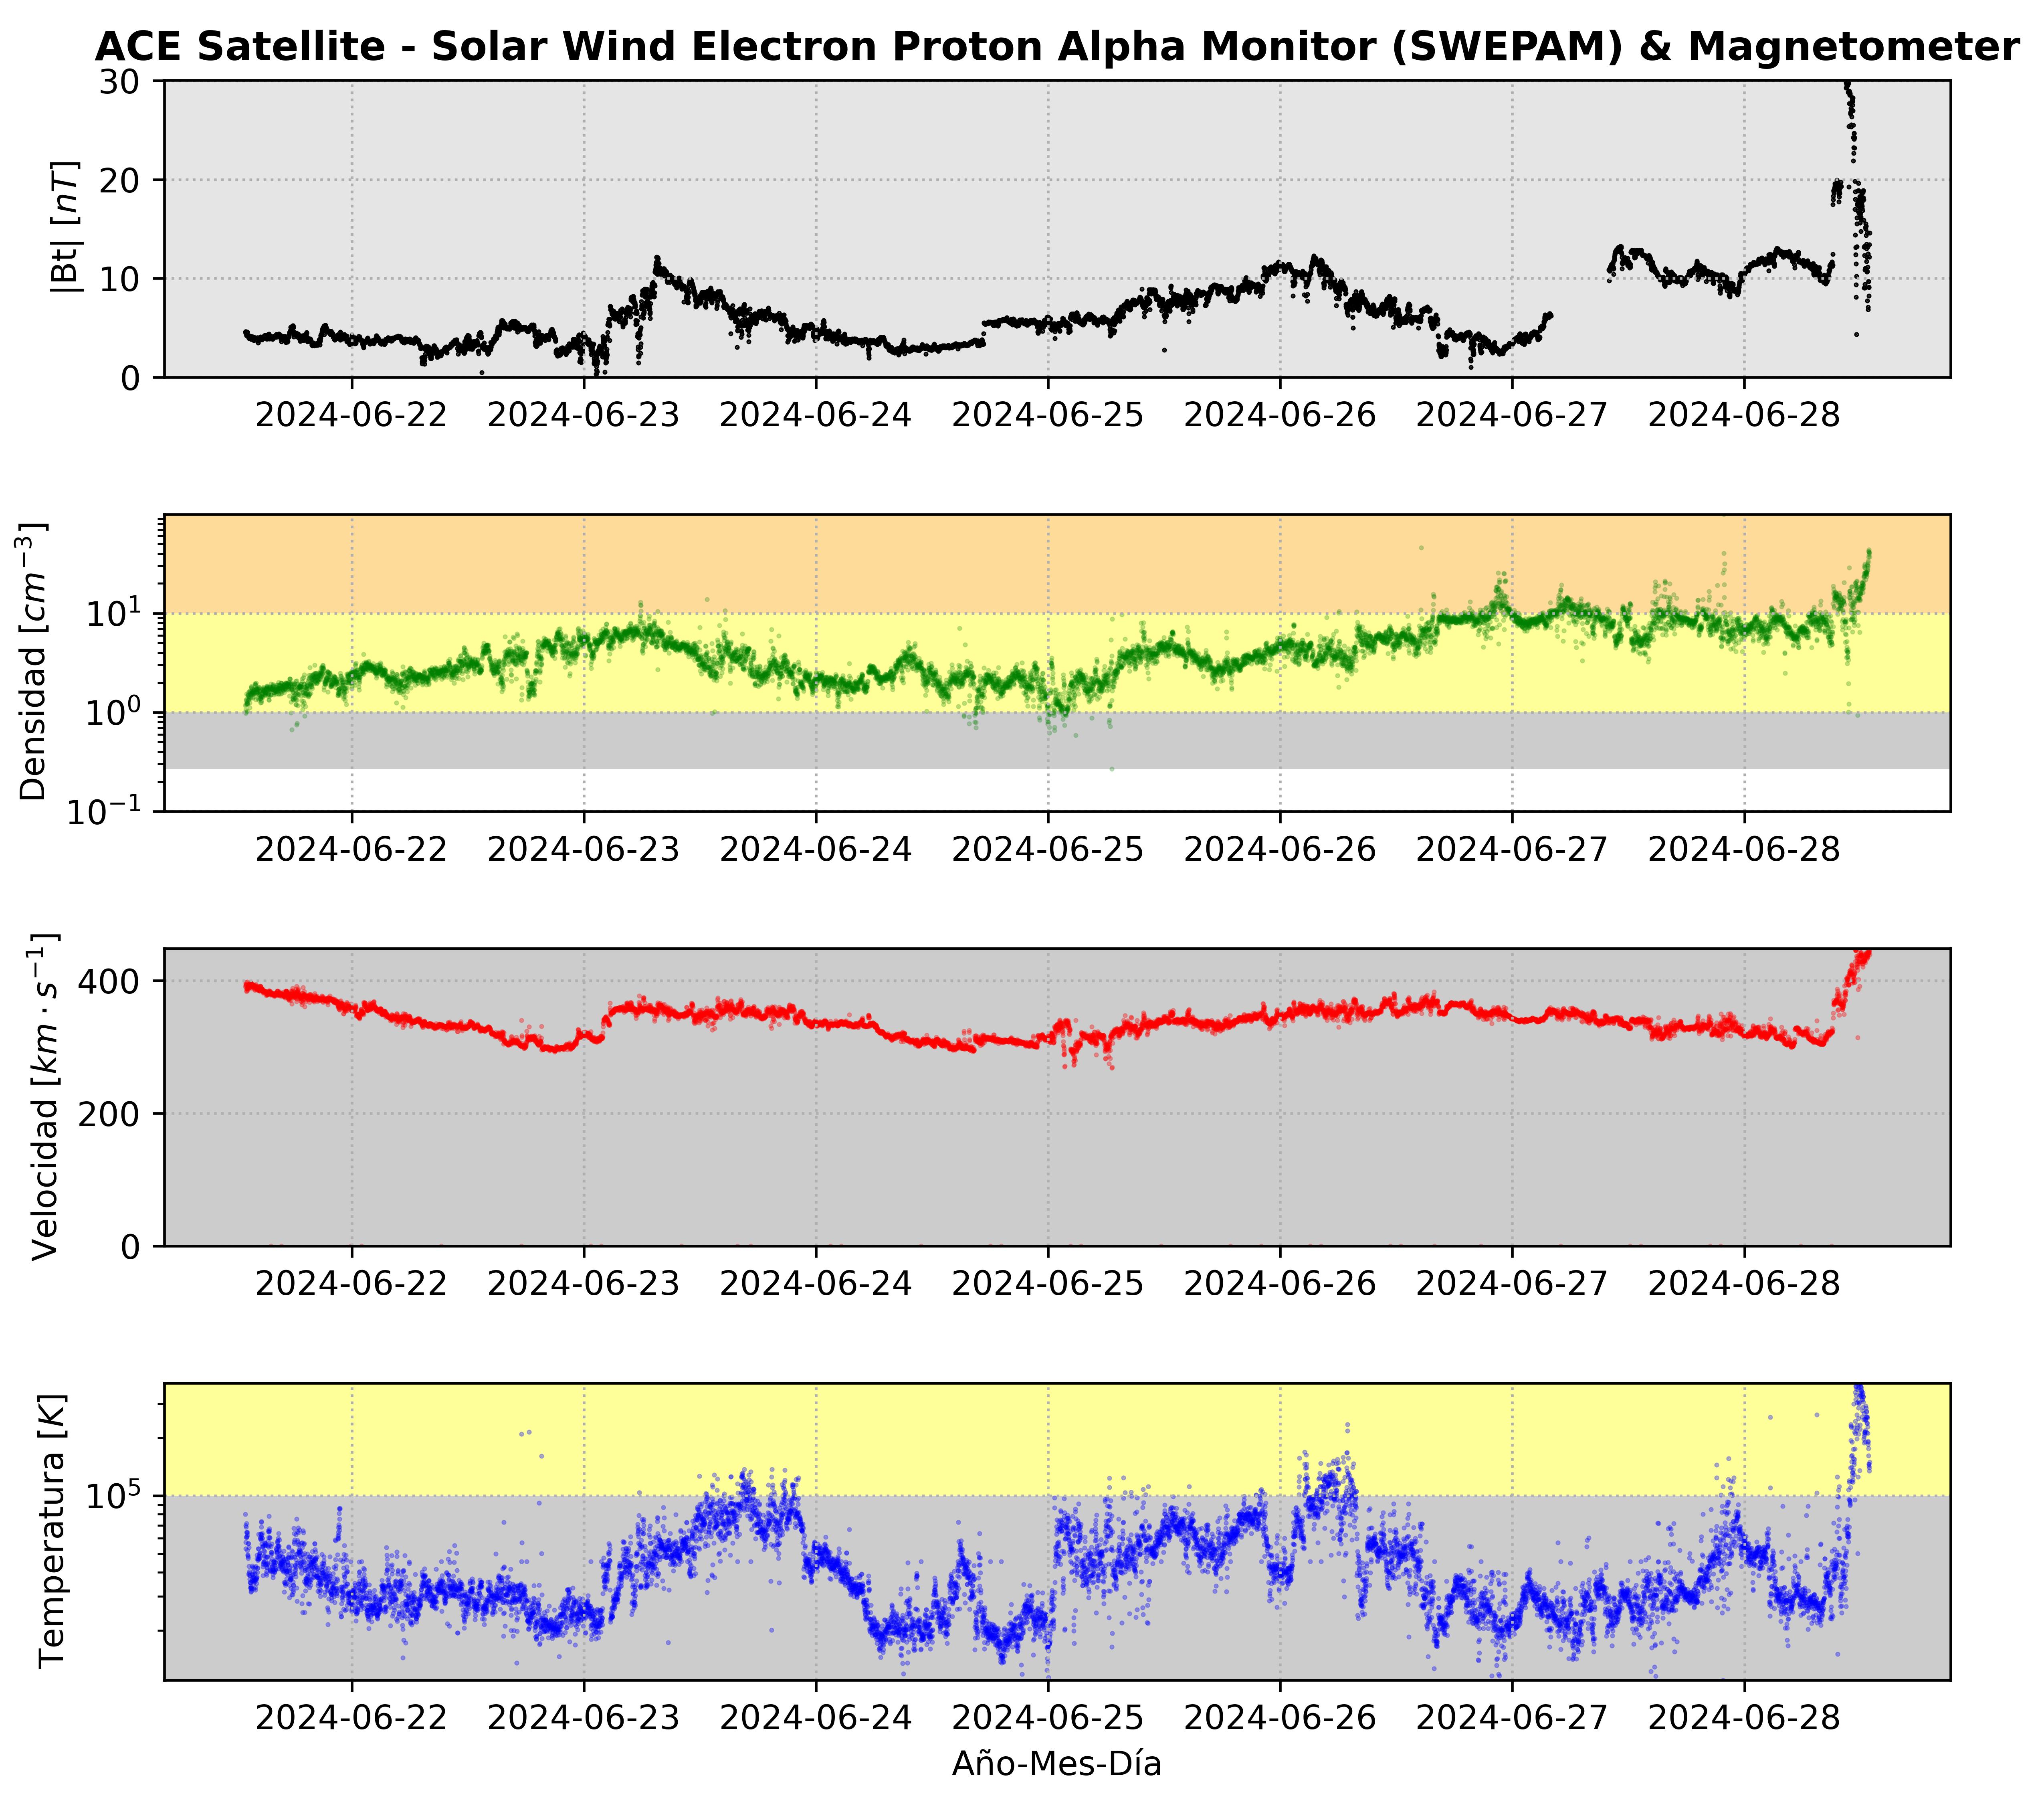 ACE Satellite - Solar Wind Electron Proton Alpha Monitor (SWEPAM) & Magnetometer
|Bt| [nT]
30
20
10
0
2024-06-22 2024-06-23 2024-06-24 2024-06-25 2024-06-26 2024-06-27 2024-06-28
Densidad [cm⁻³]
10¹
10⁰
10⁻¹
2024-06-22 2024-06-23 2024-06-24 2024-06-25 2024-06-26 2024-06-27 2024-06-28
Velocidad [km · s⁻¹]
400
200
0
2024-06-22 2024-06-23 2024-06-24 2024-06-25 2024-06-26 2024-06-27 2024-06-28
Temperatura [K]
10⁵
2024-06-22 2024-06-23 2024-06-24 2024-06-25 2024-06-26 2024-06-27 2024-06-28
Año-Mes-Día